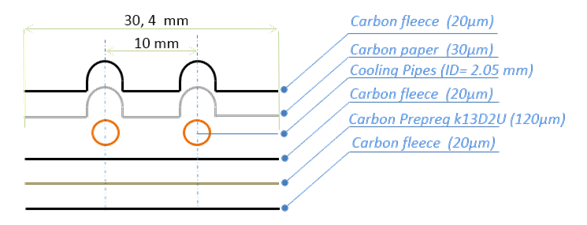 30, 4 mm
10 mm
Carbon fleece (20µm)
Carbon paper (30µm)
Cooling Pipes (ID= 2.05 mm)
Carbon fleece (20µm)
Carbon Prepreg k13D2U (120µm)
Carbon fleece (20µm)